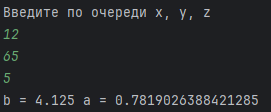 Введите по очереди x, y, z
12
65
5
b = 4.125 a = 0.7819026388421285